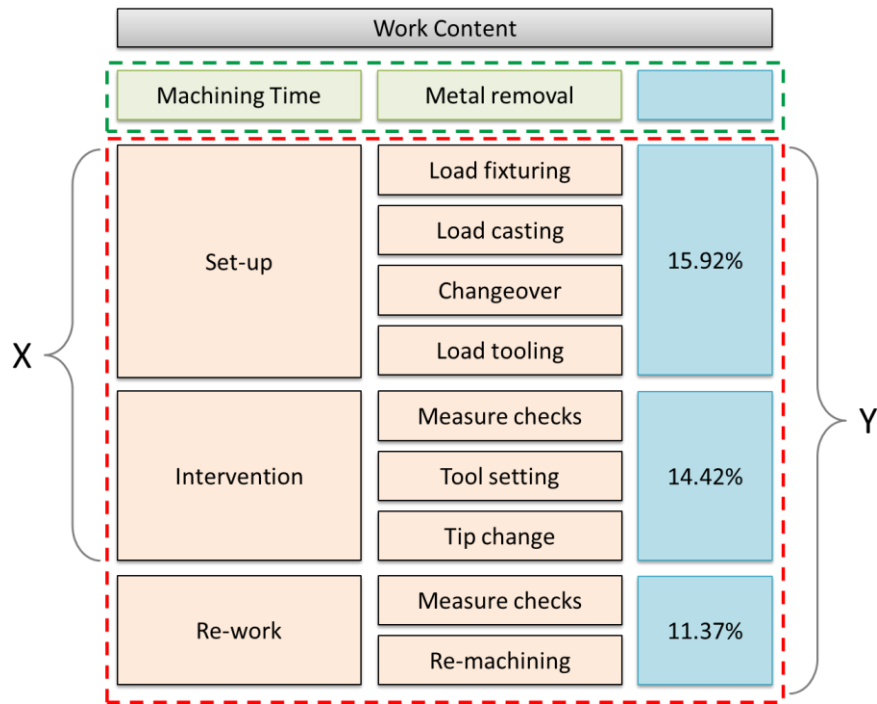 Work Content
Machining Time
Metal removal
Set-up
Load fixturing
Load casting
Changeover
Load tooling
15.92%
X
Intervention
Measure checks
Tool setting
Tip change
14.42%
Y
Re-work
Measure checks
Re-machining
11.37%